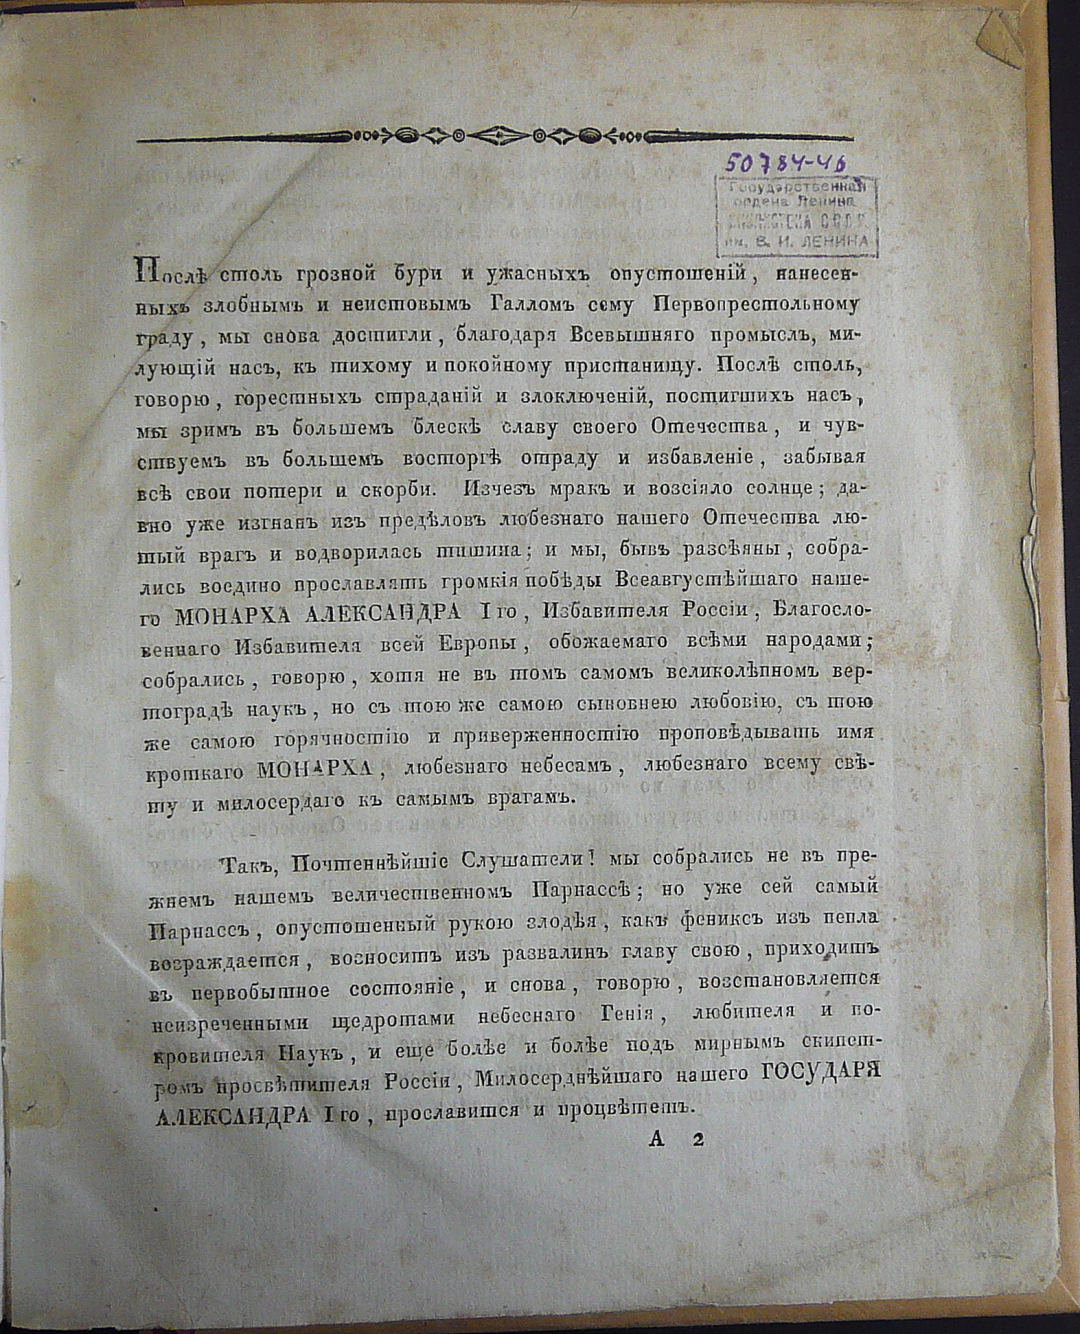 50784-46
Государственная
ордена Ленина
БИБЛИОТЕКА СССР
им. В. И. ЛЕНИНА
Послѣ столь грозной бури и ужасныхъ опустошеній, нанесен-
ныхъ злобнымъ и неистовымъ Галломъ сему Первопрестольному
граду, мы снова достигли, благодаря Всевышняго промыслъ, ми-
лующій насъ, къ тихому и покойному пристанищу. Послѣ столь,
говорю, горестныхъ страданій и злоключеній, постигшихъ насъ,
мы зримъ въ большемъ блескѣ славу своего Отечества, и чув-
ствуемъ въ большемъ восторгѣ отраду и избавленіе, забывая
всѣ свои потери и скорби. Изчезъ мракъ и возсіяло солнце; да-
вно уже изгнанъ изъ предѣловъ любезнаго нашего Отечества лю-
тый врагъ и водворилась тишина; и мы, бывъ разсѣяны, собра-
лись воедино прославлять громкія побѣды Всеавгустѣйшаго наше-
го МОНАРХА АЛЕКСАНДРА Iго, Избавителя Россіи, Благосло-
веннаго Избавителя всей Европы, обожаемаго всѣми народами;
собрались, говорю, хотя не въ томъ самомъ великолѣпномъ вер-
тоградѣ наукъ, но съ тою же самою сыновнею любовію, съ тою
же самою горячностію и приверженностію проповѣдывать имя
кроткаго МОНАРХА, любезнаго небесамъ, любезнаго всему свѣ-
ту и милосердаго къ самымъ врагамъ.
Такъ, Почтеннѣйшіе Слушатели! мы собрались не въ пре-
жнемъ нашемъ величественномъ Парнассѣ; но уже сей самый
Парнассъ, опустошенный рукою злодѣя, какъ фениксъ изъ пепла
возраждается, возноситъ изъ развалинъ главу свою, приходитъ
въ первобытное состояніе, и снова, говорю, возстановляется
неизреченными щедротами небеснаго Генія, любителя и по-
кровителя Наукъ, и еще болѣе и болѣе подъ мирнымъ скипет-
ромъ просвѣтителя Россіи, Милосерднѣйшаго нашего ГОСУДАРЯ
АЛЕКСАНДРА Iго, прославится и процвѣтетъ.
А 2